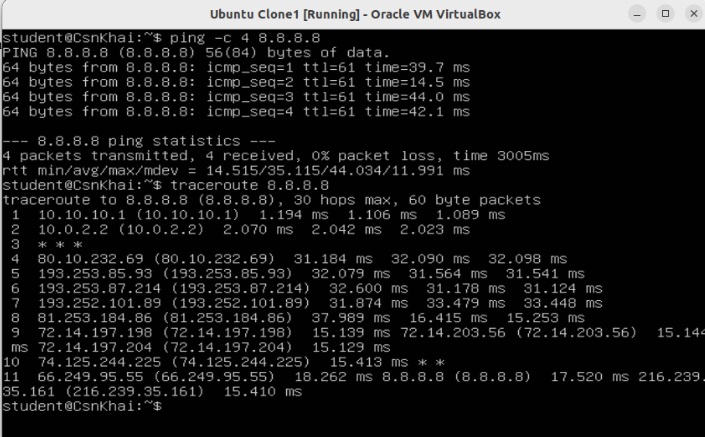 Ubuntu Clone1 [Running] - Oracle VM VirtualBox
student@CsnKhai:~$ ping -c 4 8.8.8.8
PING 8.8.8.8 (8.8.8.8) 56(84) bytes of data.
64 bytes from 8.8.8.8: icmp_seq=1 ttl=61 time=39.7 ms
64 bytes from 8.8.8.8: icmp_seq=2 ttl=61 time=14.5 ms
64 bytes from 8.8.8.8: icmp_seq=3 ttl=61 time=44.0 ms
64 bytes from 8.8.8.8: icmp_seq=4 ttl=61 time=42.1 ms
--- 8.8.8.8 ping statistics ---
4 packets transmitted, 4 received, 0% packet loss, time 3005ms
rtt min/avg/max/mdev = 14.515/35.115/44.034/11.991 ms
student@CsnKhai:~$ traceroute 8.8.8.8
traceroute to 8.8.8.8 (8.8.8.8), 30 hops max, 60 byte packets
1 10.10.10.1 (10.10.10.1) 1.194 ms 1.106 ms 1.089 ms
2 10.0.2.2 (10.0.2.2) 2.070 ms 2.042 ms 2.023 ms
3 * * *
4 80.10.232.69 (80.10.232.69) 31.184 ms 32.090 ms 32.098 ms
5 193.253.85.93 (193.253.85.93) 32.079 ms 31.564 ms 31.541 ms
6 193.253.87.214 (193.253.87.214) 32.600 ms 31.178 ms 31.124 ms
7 193.252.101.89 (193.252.101.89) 31.874 ms 33.479 ms 33.448 ms
8 81.253.184.86 (81.253.184.86) 37.989 ms 16.415 ms 15.253 ms
9 72.14.197.198 (72.14.197.198) 15.139 ms 72.14.203.56 (72.14.203.56) 15.144
ms 72.14.197.204 (72.14.197.204) 15.129 ms
10 74.125.244.225 (74.125.244.225) 15.413 ms * *
11 66.249.95.55 (66.249.95.55) 18.262 ms 8.8.8.8 (8.8.8.8) 17.520 ms 216.239.
35.161 (216.239.35.161) 15.410 ms
student@CsnKhai:~$